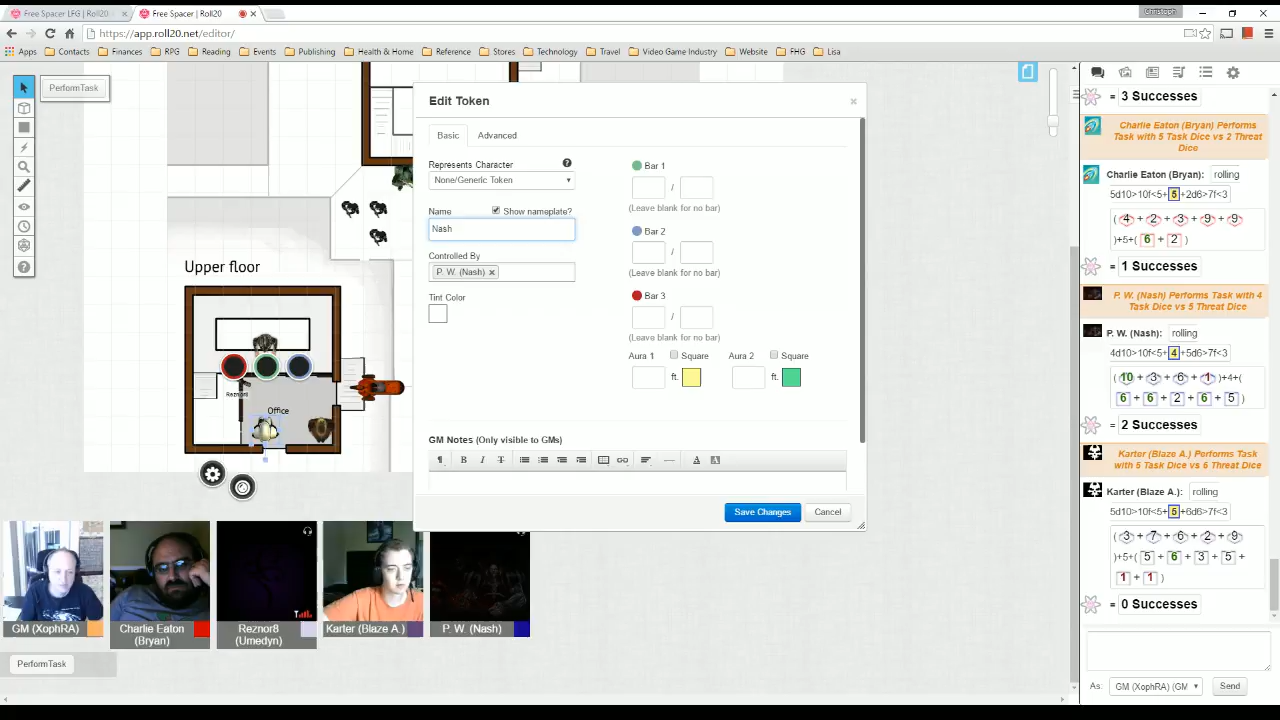 Free Spacer LFG | Roll20
Free Spacer | Roll20
Christoph
https://app.roll20.net/editor/
Apps
Contacts
Finances
RPG
Reading
Events
Publishing
Health & Home
Reference
Stores
Technology
Travel
Video Game Industry
Website
FHG
Lisa
PerformTask
Upper floor
Reznor8
Office
Edit Token
Basic
Advanced
Represents Character
None/Generic Token
Name
Show nameplate?
Nash
Controlled By
P. W. (Nash)
Tint Color
Bar 1
/
(Leave blank for no bar)
Bar 2
/
(Leave blank for no bar)
Bar 3
/
(Leave blank for no bar)
Aura 1
Square
Aura 2
Square
ft.
ft.
GM Notes (Only visible to GMs)
Save Changes
Cancel
GM (XophRA)
Charlie Eaton
(Bryan)
Reznor8
(Umedyn)
Karter (Blaze A.)
P. W. (Nash)
PerformTask
= 3 Successes
Charlie Eaton (Bryan) Performs
Task with 5 Task Dice vs 2 Threat
Dice
Charlie Eaton (Bryan): rolling
5d10>10f<5+5+2d6>7f<3
(4+2+3+9+9
)+5+(6+2)
= 1 Successes
P. W. (Nash) Performs Task with 4
Task Dice vs 5 Threat Dice
P. W. (Nash): rolling
4d10>10f<5+4+5d6>7f<3
(10+3+6+1)+4+(
6+6+2+6+5)
= 2 Successes
Karter (Blaze A.) Performs Task
with 5 Task Dice vs 6 Threat Dice
Karter (Blaze A.): rolling
5d10>10f<5+5+6d6>7f<3
(3+7+6+2+9
)+5+(5+6+3+5+
1+1)
= 0 Successes
As:
GM (XophRA) (GM
Send